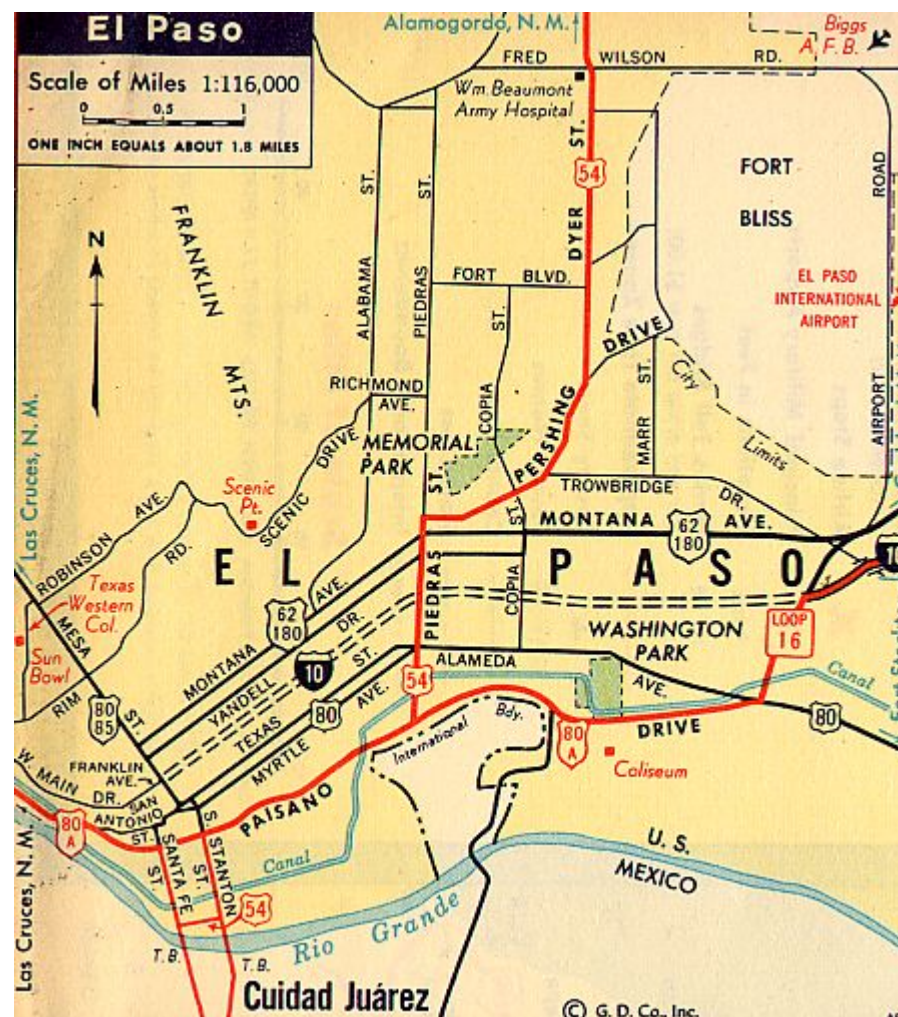 El Paso
Scale of Miles 1:116,000
0 0.5 1
ONE INCH EQUALS ABOUT 1.8 MILES
Alamogordo, N. M.
Biggs
A. F. B.
FRED WILSON RD.
Wm. Beaumont
Army Hospital
ST.
54
DYER
FORT
BLISS
ROAD
AIRPORT
EL PASO
INTERNATIONAL
AIRPORT
FRANKLIN
MTS.
N
ST.
ALABAMA
ST.
PIEDRAS
FORT BLVD.
ST.
COPIA
DRIVE
PERSHING
ST.
MARR
City
Limits
RICHMOND
AVE.
MEMORIAL
PARK
ST.
DRIVE
SCENIC
Scenic
Pt.
TROWBRIDGE
DR.
MONTANA AVE.
62
180
Las Cruces, N. M.
ROBINSON AVE.
RD.
RIM
EL PASO
Texas
Western
Col.
Sun
Bowl
MESA
ST.
80
85
62
180
MONTANA AVE.
YANDELL DR.
10
TEXAS ST.
80
MYRTLE AVE.
PIEDRAS
54
ST.
COPIA
WASHINGTON
PARK
LOOP
16
ALAMEDA AVE.
80
Canal
International Bdy.
80
A
DRIVE
Coliseum
FRANKLIN
AVE.
W. MAIN
DR.
SAN
ANTONIO
ST.
PAISANO
80
A
Las Cruces, N. M.
SANTA FE
ST.
S. STANTON
ST.
54
Canal
Rio Grande
U. S.
MEXICO
T. B.
T. B.
Cuidad Juárez
© G. D. Co., Inc.